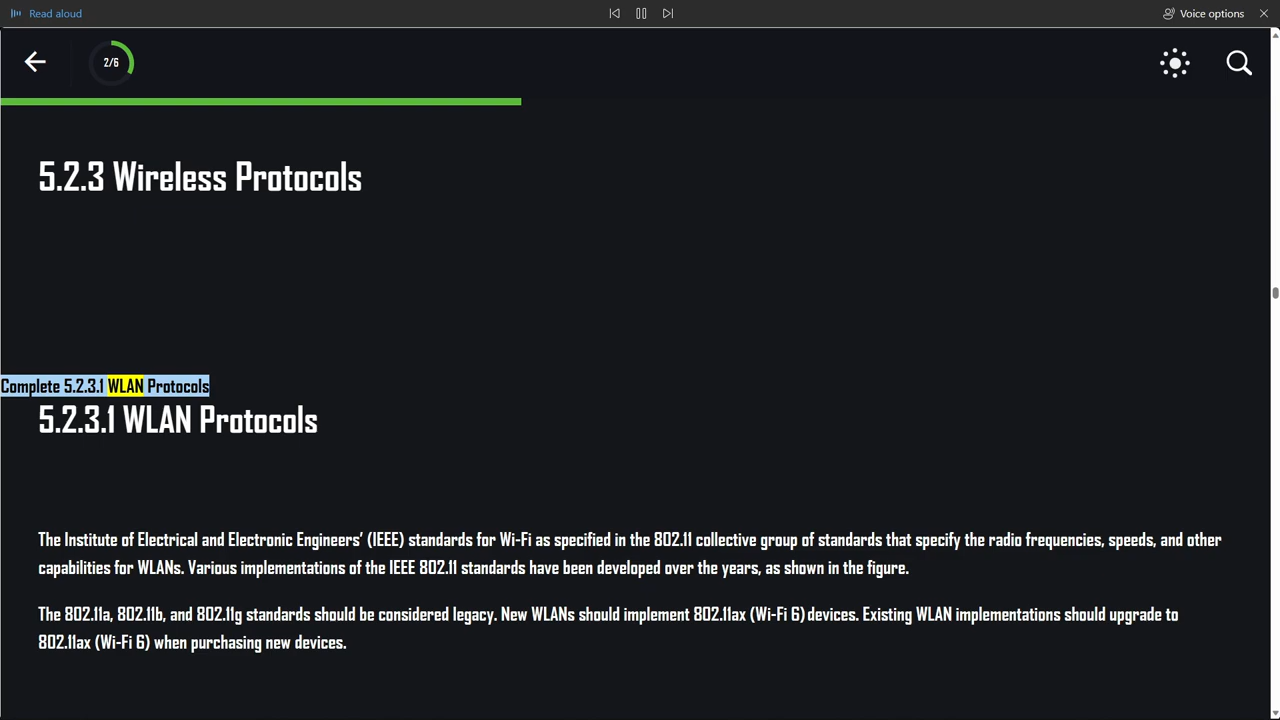 Read aloud
Voice options
2/6
5.2.3 Wireless Protocols
Complete 5.2.3.1 WLAN Protocols
5.2.3.1 WLAN Protocols
The Institute of Electrical and Electronic Engineers’ (IEEE) standards for Wi-Fi as specified in the 802.11 collective group of standards that specify the radio frequencies, speeds, and other
capabilities for WLANs. Various implementations of the IEEE 802.11 standards have been developed over the years, as shown in the figure.
The 802.11a, 802.11b, and 802.11g standards should be considered legacy. New WLANs should implement 802.11ax (Wi-Fi 6) devices. Existing WLAN implementations should upgrade to
802.11ax (Wi-Fi 6) when purchasing new devices.